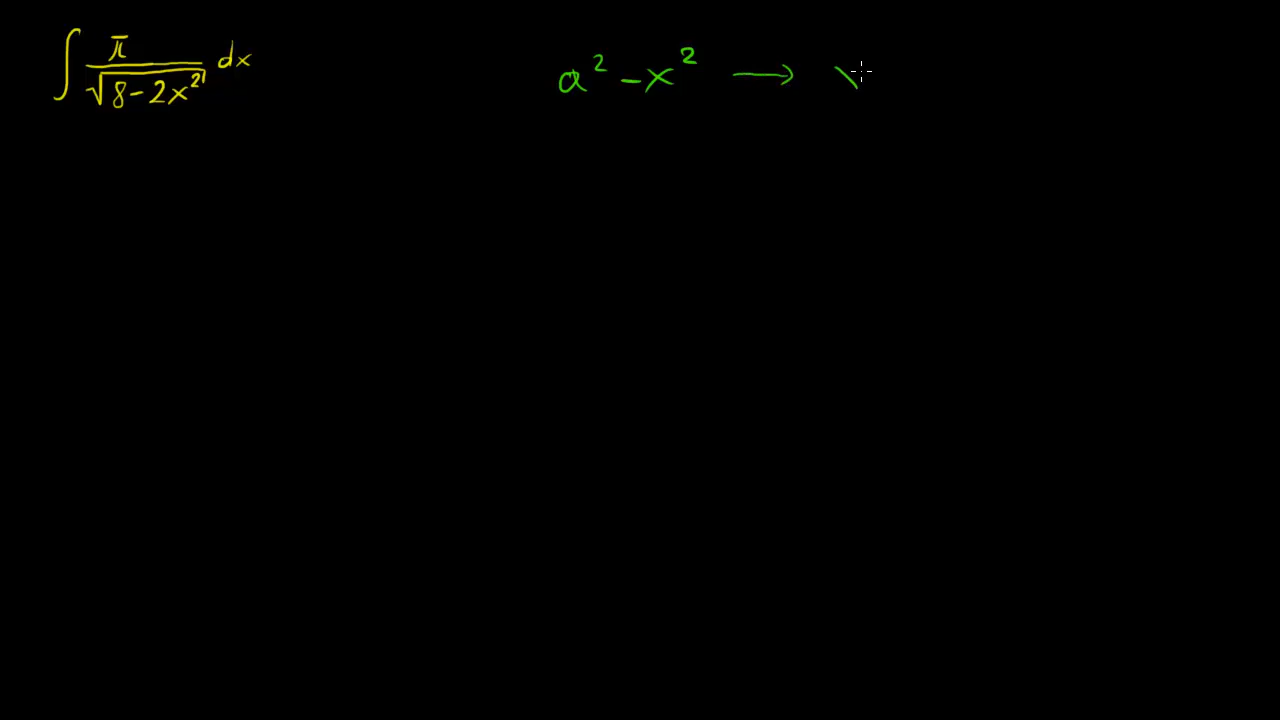 ∫ π / √(8 - 2x²) dx
a² - x² →